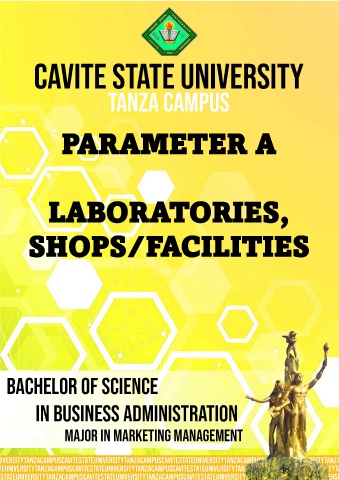 CAVITE STATE UNIVERSITY
TANZA CAMPUS
PARAMETER A
LABORATORIES,
SHOPS/FACILITIES
BACHELOR OF SCIENCE
IN BUSINESS ADMINISTRATION
MAJOR IN MARKETING MANAGEMENT